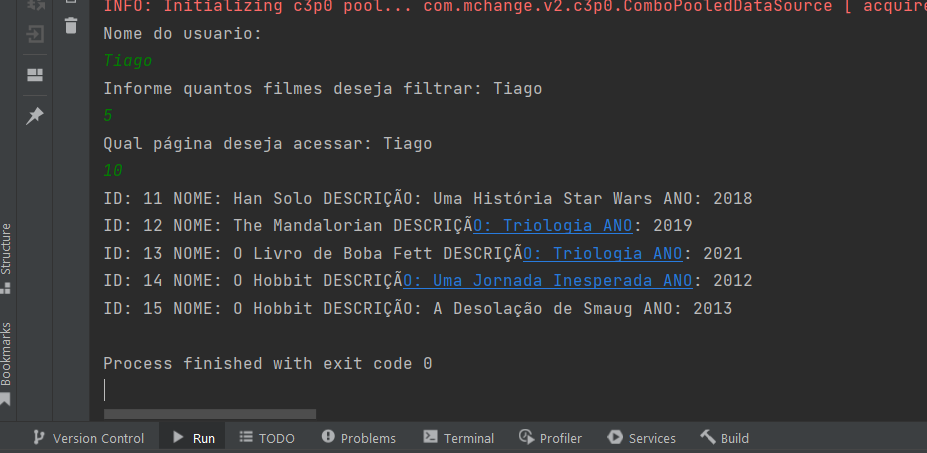 INFO: Initializing c3p0 pool... com.mchange.v2.c3p0.ComboPooledDataSource [ acquire
Nome do usuario:
Tiago
Informe quantos filmes deseja filtrar: Tiago
5
Qual página deseja acessar: Tiago
10
ID: 11 NOME: Han Solo DESCRIÇÃO: Uma História Star Wars ANO: 2018
ID: 12 NOME: The Mandalorian DESCRIÇÃO: Triologia ANO: 2019
ID: 13 NOME: O Livro de Boba Fett DESCRIÇÃO: Triologia ANO: 2021
ID: 14 NOME: O Hobbit DESCRIÇÃO: Uma Jornada Inesperada ANO: 2012
ID: 15 NOME: O Hobbit DESCRIÇÃO: A Desolação de Smaug ANO: 2013
Process finished with exit code 0
Structure
Bookmarks
Version Control Run TODO Problems Terminal Profiler Services Build